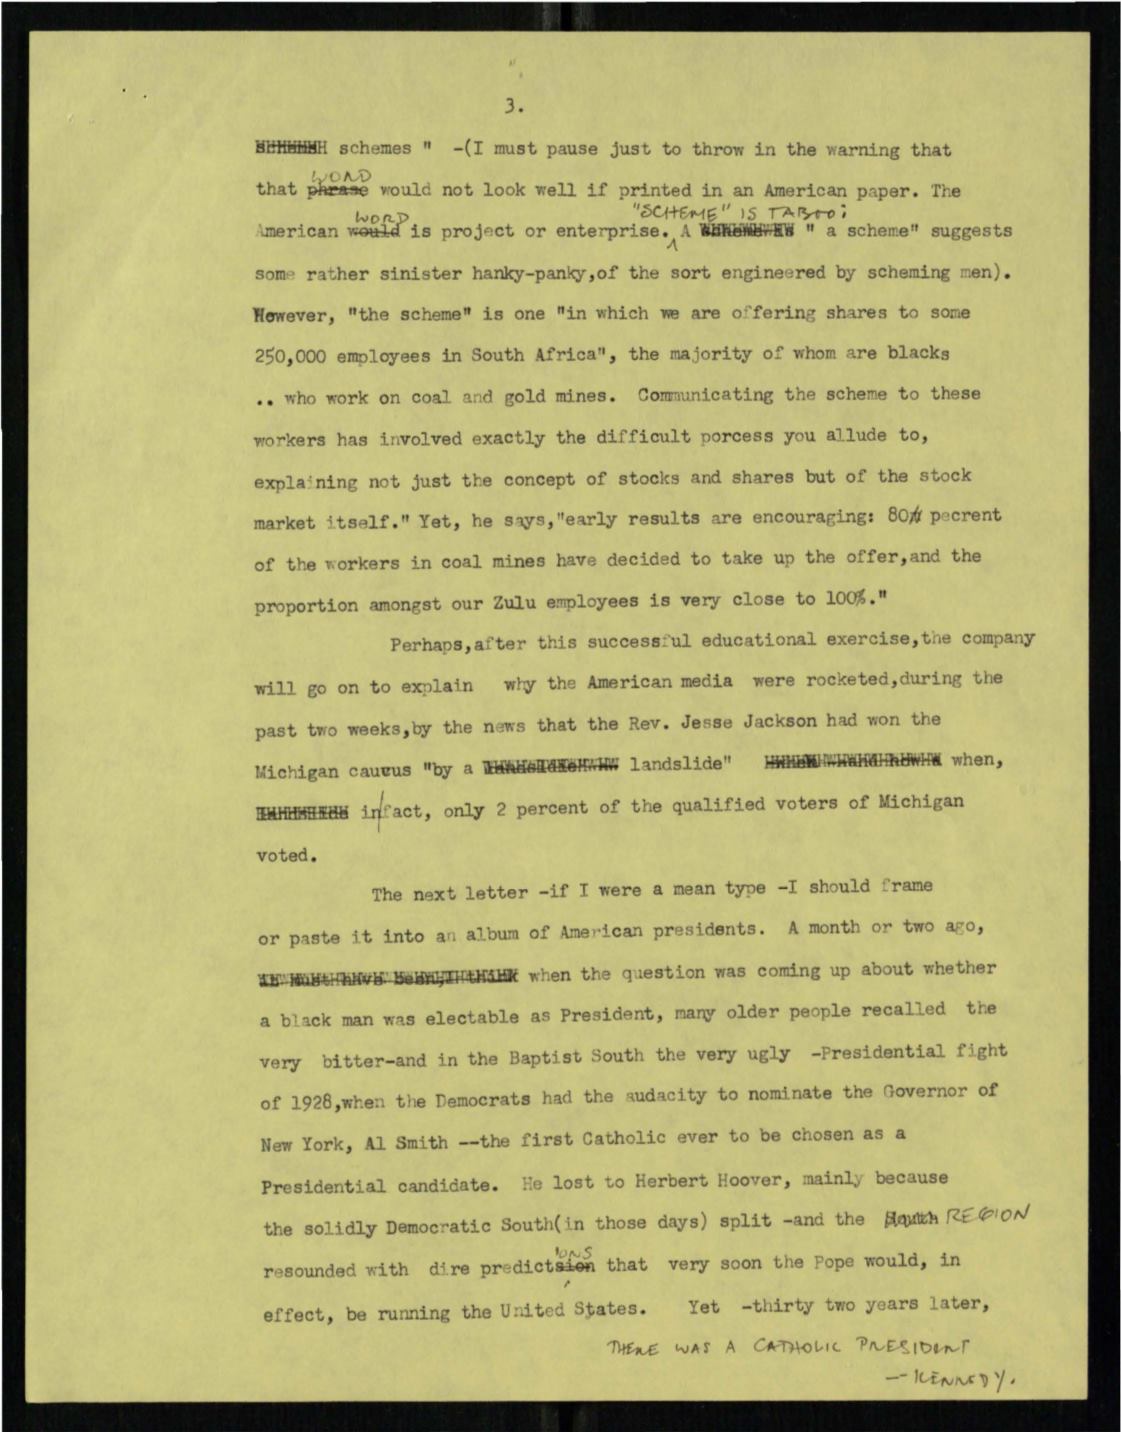 3.
schemes " -(I must pause just to throw in the warning that
WORD
that phrase would not look well if printed in an American paper. The
WORD "SCHEME" IS TABOO:
American would is project or enterprise. A scheme was " a scheme" suggests
some rather sinister hanky-panky,of the sort engineered by scheming men).
However, "the scheme" is one "in which we are offering shares to some
250,000 employees in South Africa", the majority of whom are blacks
.. who work on coal and gold mines. Communicating the scheme to these
workers has involved exactly the difficult porcess you allude to,
explaining not just the concept of stocks and shares but of the stock
market itself." Yet, he says,"early results are encouraging: 80% pecrent
of the workers in coal mines have decided to take up the offer,and the
proportion amongst our Zulu employees is very close to 100%."
Perhaps,after this successful educational exercise,the company
will go on to explain why the American media were rocketed,during the
past two weeks,by the news that the Rev. Jesse Jackson had won the
Michigan caucus "by a landslide" when,
infact, only 2 percent of the qualified voters of Michigan
voted.
The next letter -if I were a mean type -I should frame
or paste it into an album of American presidents. A month or two ago,
it must have been,I think when the question was coming up about whether
a black man was electable as President, many older people recalled the
very bitter-and in the Baptist South the very ugly -Presidential fight
of 1928,when the Democrats had the audacity to nominate the Governor of
New York, Al Smith --the first Catholic ever to be chosen as a
Presidential candidate. He lost to Herbert Hoover, mainly because
the solidly Democratic South(in those days) split -and the South REGION
IONS
resounded with dire predictsion that very soon the Pope would, in
effect, be running the United States. Yet -thirty two years later,
THERE WAS A CATHOLIC PRESIDENT
-- KENNEDY.